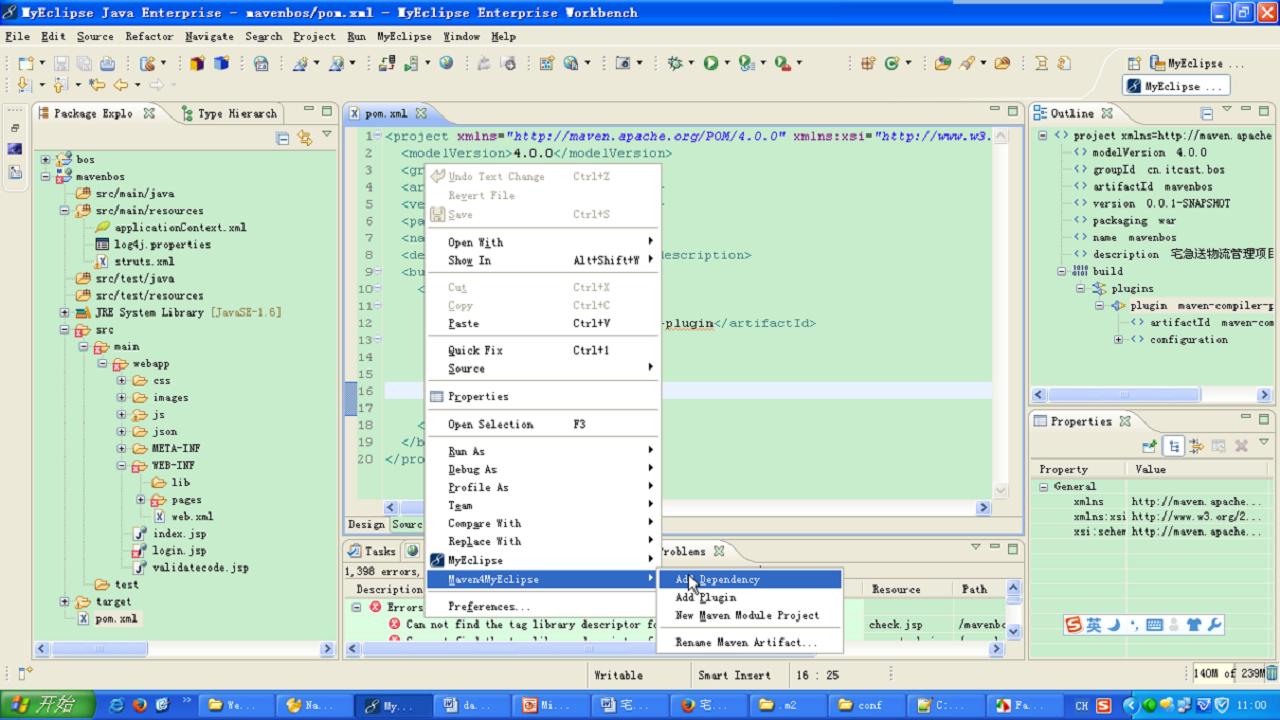 MyEclipse Java Enterprise - mavenbos/pom.xml - MyEclipse Enterprise Workbench
File Edit Source Refactor Navigate Search Project Run MyEclipse Window Help
MyEclipse ...
MyEclipse ...
Package Explo
Type Hierarch
bos
mavenbos
src/main/java
src/main/resources
applicationContext.xml
log4j.properties
struts.xml
src/test/java
src/test/resources
JRE System Library [JavaSE-1.6]
src
main
webapp
css
images
js
json
META-INF
WEB-INF
lib
pages
web.xml
index.jsp
login.jsp
validatecode.jsp
test
target
pom.xml
pom.xml
1 <project xmlns="http://maven.apache.org/POM/4.0.0" xmlns:xsi="http://www.w3.
2 <modelVersion>4.0.0</modelVersion>
3 <gr
4 <ar
5 <ve
6 <pa
7 <na
8 <de escription>
9 <bu
10 <
11
12 -plugin</artifactId>
13
14
15
16
17
18 <
19 </b
20 </pro
Design Sourc
Undo Text Change Ctrl+Z
Revert File
Save Ctrl+S
Open With
Show In Alt+Shift+W
Cut Ctrl+X
Copy Ctrl+C
Paste Ctrl+V
Quick Fix Ctrl+1
Source
Properties
Open Selection F3
Run As
Debug As
Profile As
Team
Compare With
Replace With
MyEclipse
Maven4MyEclipse
Preferences...
Add Dependency
Add Plugin
New Maven Module Project
Rename Maven Artifact...
Tasks
roblems
1,398 errors,
Description
Resource
Path
Errors
Can not find the tag library descriptor fo
check.jsp
/mavenbo
Outline
project xmlns=http://maven.apache
modelVersion 4.0.0
groupId cn.itcast.bos
artifactId mavenbos
version 0.0.1-SNAPSHOT
packaging war
name mavenbos
description 宅急送物流管理项目
build
plugins
plugin maven-compiler-p
artifactId maven-com
configuration
Properties
Property Value
General
xmlns http://maven.apache...
xmlns:xsi http://www.w3.org/2...
xsi:schem http://maven.apache...
英
Writable
Smart Insert
16 : 25
140M of 239M
开始
We...
Na...
My...
da...
Mi...
宅...
宅...
.m2
conf
C:...
Fa...
CH
11:00